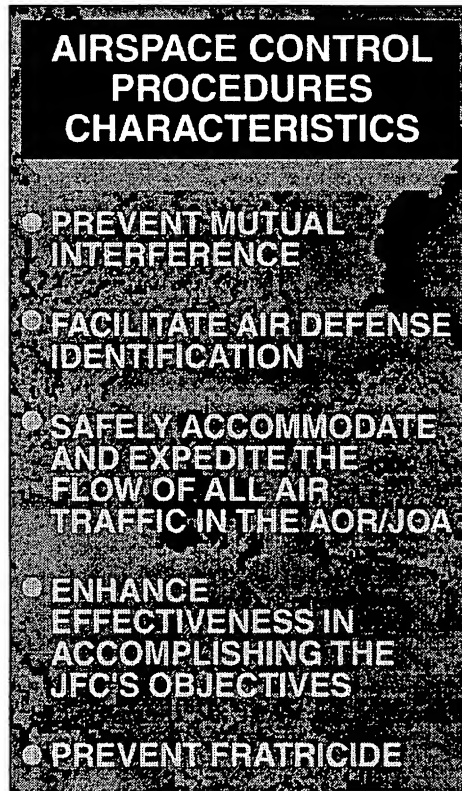 AIRSPACE CONTROL
PROCEDURES
CHARACTERISTICS
PREVENT MUTUAL
INTERFERENCE
FACILITATE AIR DEFENSE
IDENTIFICATION
SAFELY ACCOMMODATE
AND EXPEDITE THE
FLOW OF ALL AIR
TRAFFIC IN THE AOR/JOA
ENHANCE
EFFECTIVENESS IN
ACCOMPLISHING THE
JFC'S OBJECTIVES
PREVENT FRATRICIDE